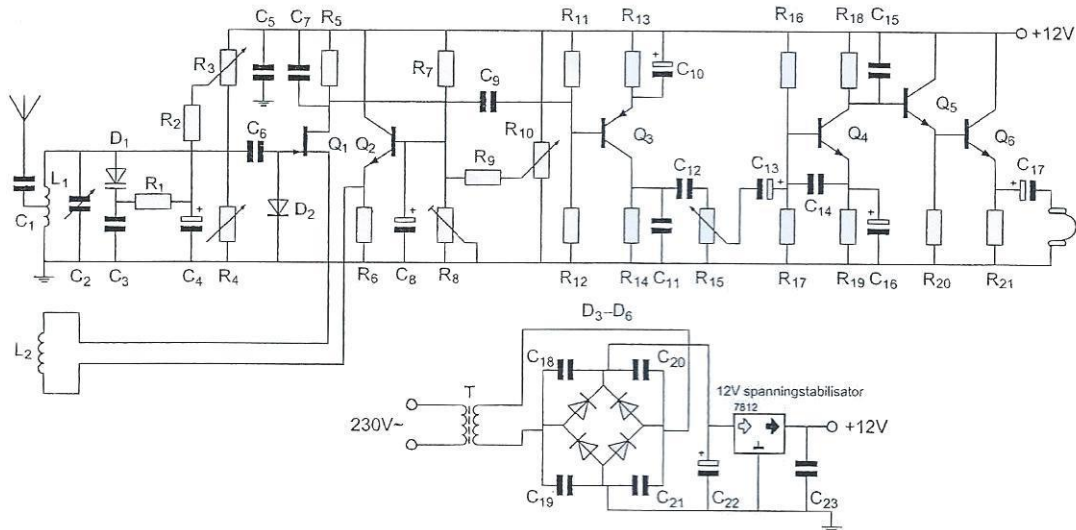 C5 C7 R5 R11 R13 R16 R18 C15
+12V
R3
R7
C10
C9
R2
Q5
D1
C6
Q1
Q2
R10
Q3
Q4
Q6
L1
R1
R9
C12
C13
C17
C1
D2
C14
C2 C3 C4 R4 R6 C8 R8 R12 R14 C11 R15 R17 R19 C16 R20 R21
L2
D3–D6
C18 C20
T
12V spanningstabilisator
7812
230V~
+12V
C19 C21 C22 C23